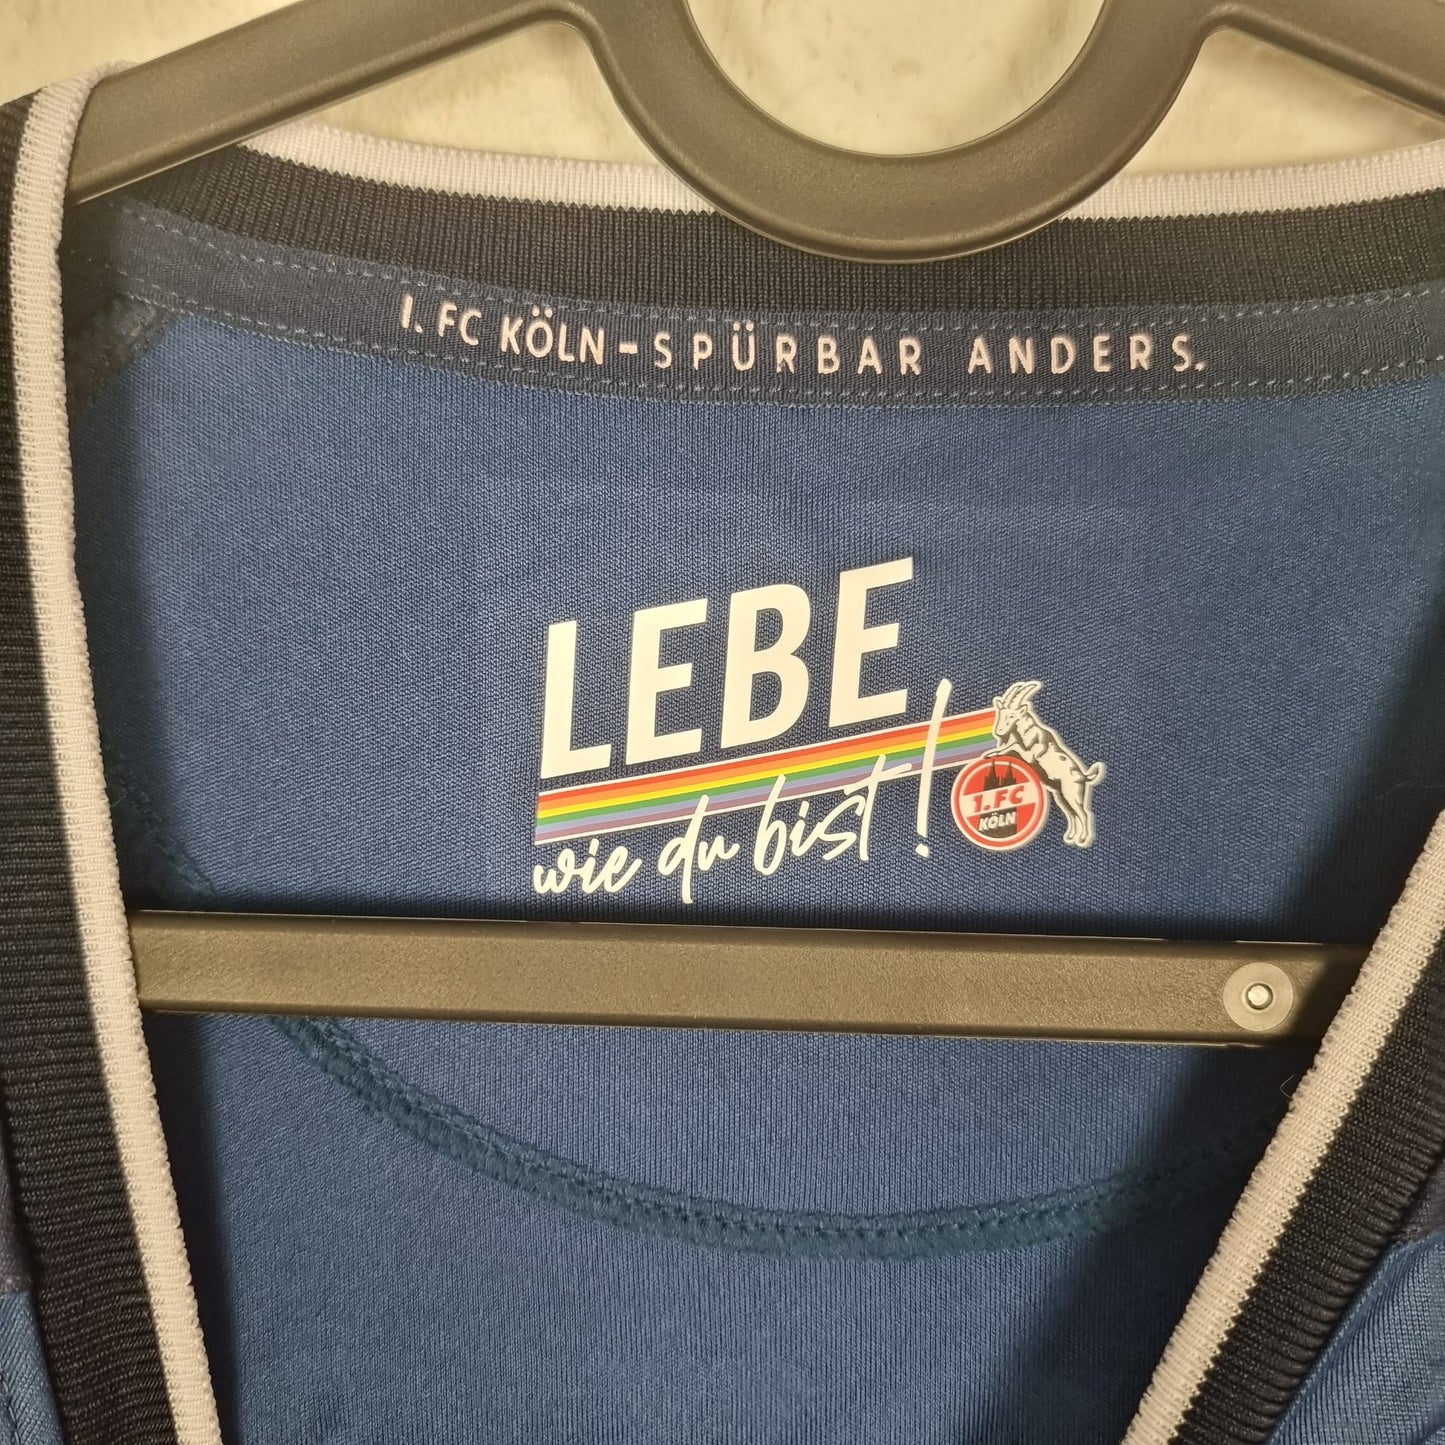 1. FC KÖLN - SPÜRBAR ANDERS.
LEBE
wie du bist!
1. FC
KÖLN